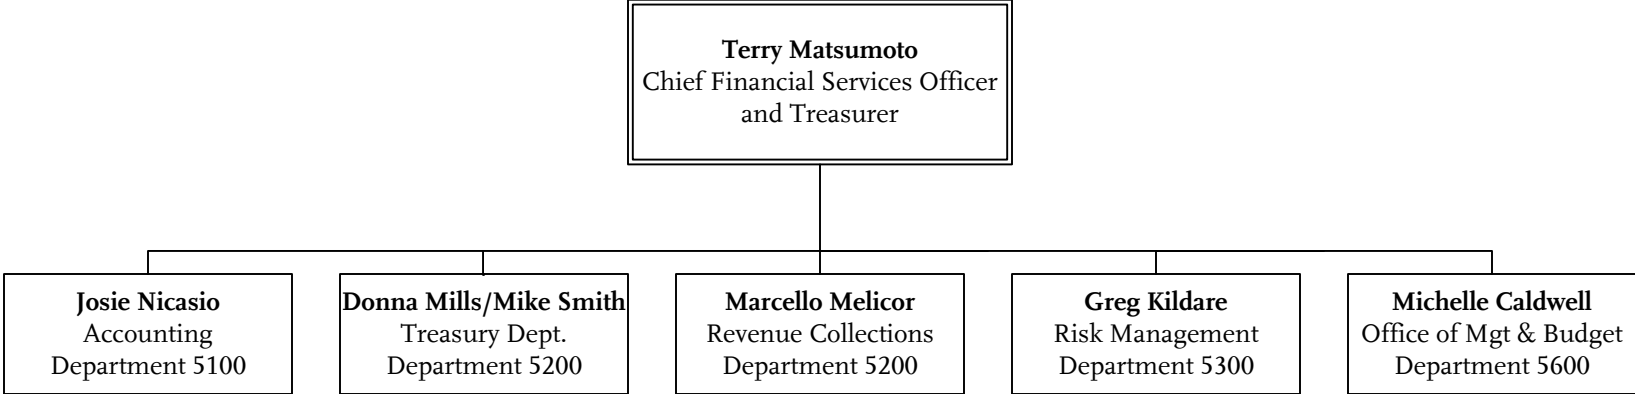 Terry Matsumoto
Chief Financial Services Officer
and Treasurer
Josie Nicasio
Accounting
Department 5100
Donna Mills/Mike Smith
Treasury Dept.
Department 5200
Marcello Melicor
Revenue Collections
Department 5200
Greg Kildare
Risk Management
Department 5300
Michelle Caldwell
Office of Mgt & Budget
Department 5600